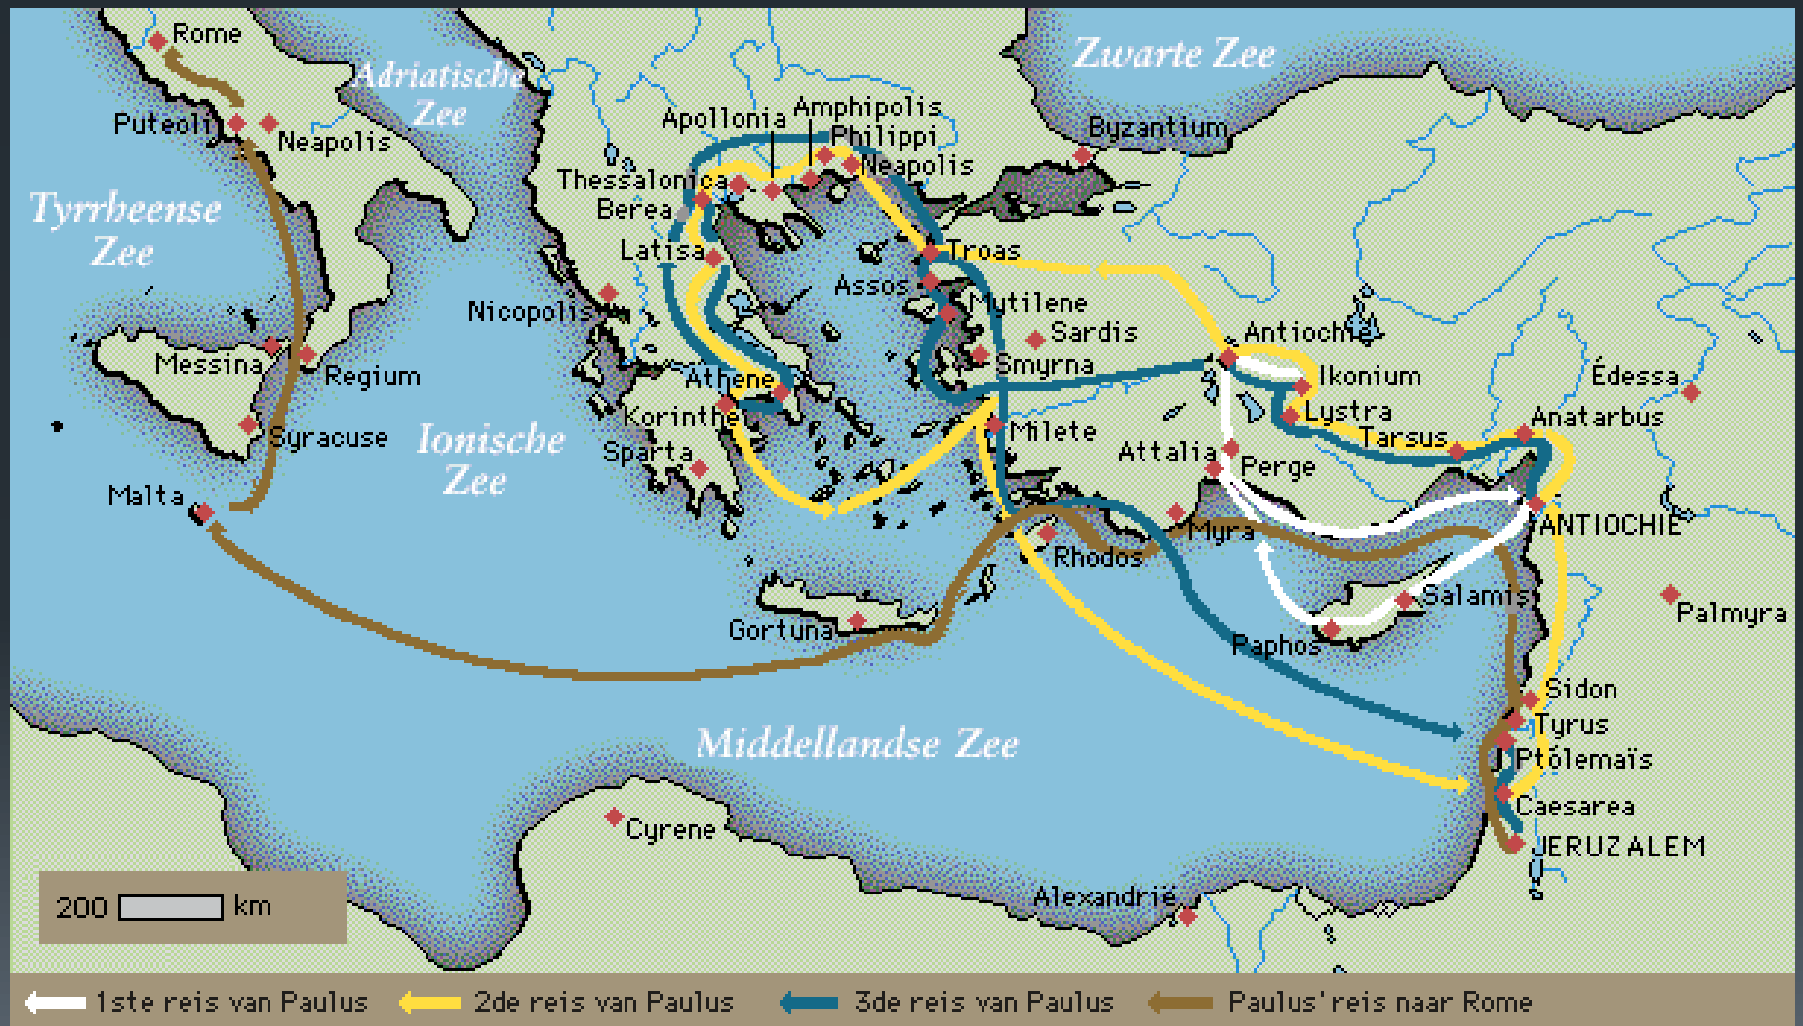 Rome
Adriatische
Zee
Zwarte Zee
Puteoli
Neapolis
Apollonia
Amphipolis
Philippi
Neapolis
Byzantium
Thessalonica
Berea
Tyrrheense
Zee
Latisa
Troas
Assos
Nicopolis
Mytilene
Sardis
Antiochië
Messina
Regium
Smyrna
Athene
Ikonium
Édessa
Korinthe
Lystra
Anatarbus
Syracuse
Ionische
Zee
Milete
Tarsus
Sparta
Attalia
Perge
Malta
Myra
ANTIOCHIE
Rhodos
Salamis
Palmyra
Gortuna
Paphos
Sidon
Tyrus
Middellandse Zee
Ptolemaïs
Caesarea
Cyrene
JERUZALEM
Alexandrië
200 km
1ste reis van Paulus
2de reis van Paulus
3de reis van Paulus
Paulus' reis naar Rome